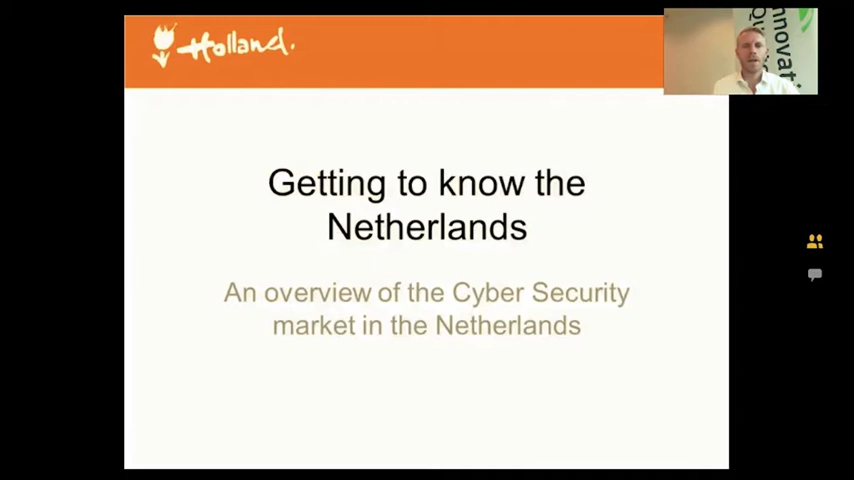 Holland.
Getting to know the
Netherlands
An overview of the Cyber Security
market in the Netherlands